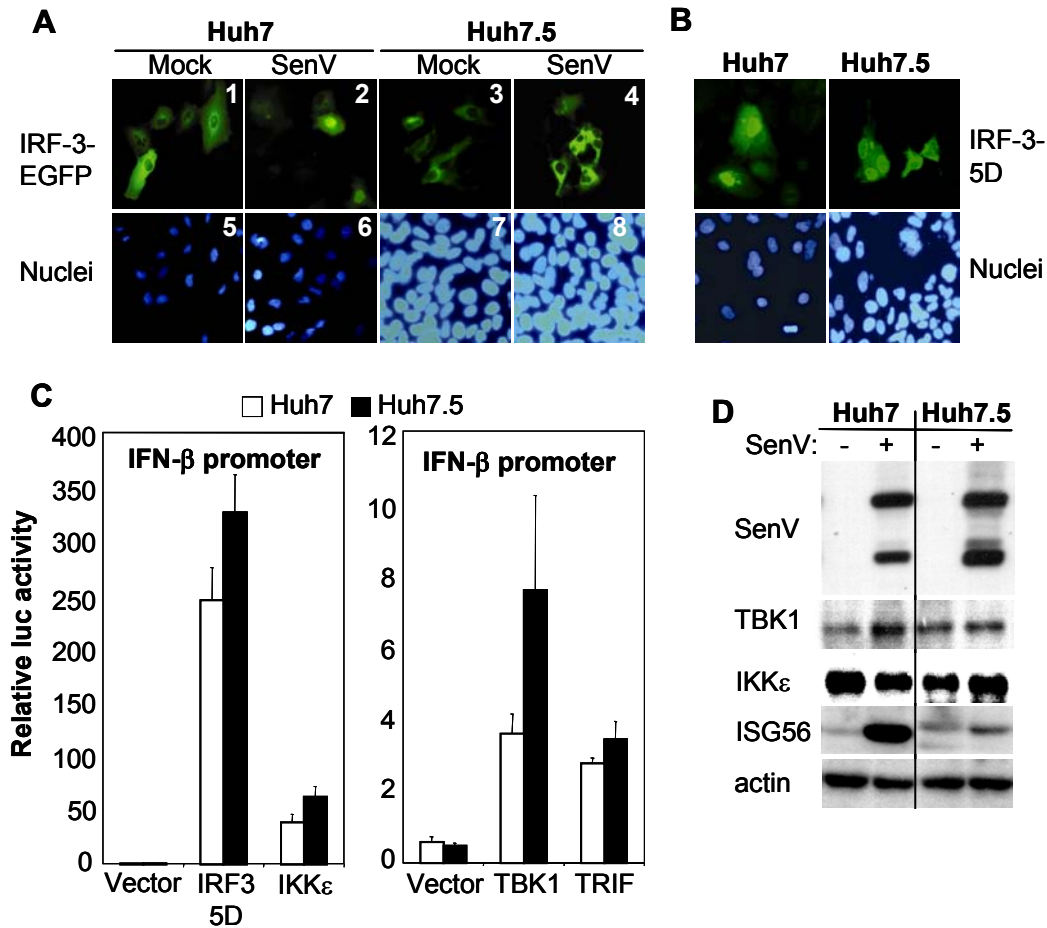 A
Huh7 Huh7.5
Mock SenV Mock SenV
1 2 3 4
IRF-3-
EGFP
5 6 7 8
Nuclei
B
Huh7 Huh7.5
IRF-3-
5D
Nuclei
C
Huh7 Huh7.5
Relative luc activity
400
350
300
250
200
150
100
50
0
IFN-β promoter
Vector IRF3 IKKε
5D
12
10
8
6
4
2
0
IFN-β promoter
Vector TBK1 TRIF
D
Huh7 Huh7.5
SenV: - + - +
SenV
TBK1
IKKε
ISG56
actin